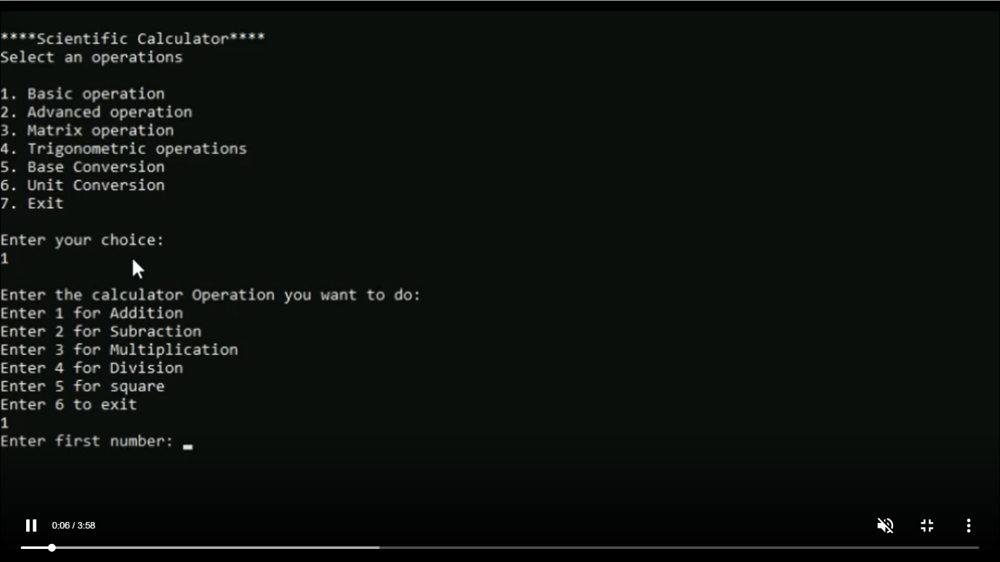 ****Scientific Calculator****
Select an operations
1. Basic operation
2. Advanced operation
3. Matrix operation
4. Trigonometric operations
5. Base Conversion
6. Unit Conversion
7. Exit
Enter your choice:
1
Enter the calculator Operation you want to do:
Enter 1 for Addition
Enter 2 for Subraction
Enter 3 for Multiplication
Enter 4 for Division
Enter 5 for square
Enter 6 to exit
1
Enter first number:
0:06 / 3:58